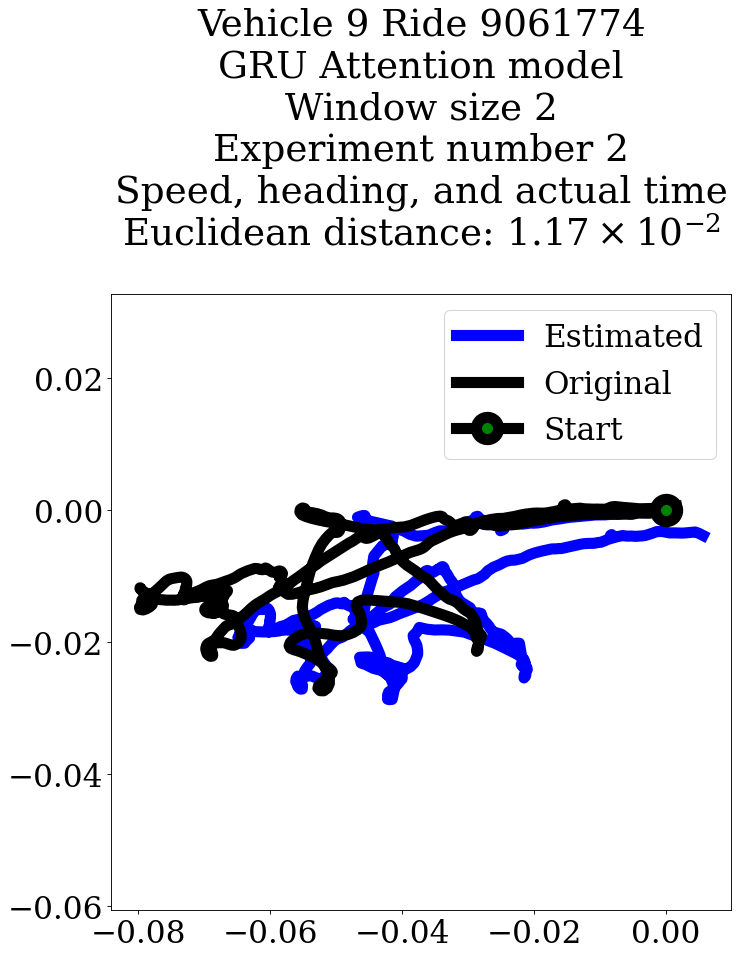 Vehicle 9 Ride 9061774
GRU Attention model
Window size 2
Experiment number 2
Speed, heading, and actual time
Euclidean distance: 1.17 × 10⁻²
Estimated
Original
Start
0.02
0.00
−0.02
−0.04
−0.06
−0.08 −0.06 −0.04 −0.02 0.00